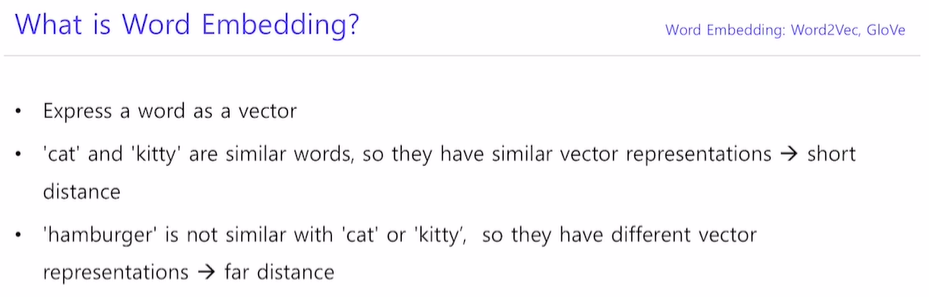 What is Word Embedding?
Word Embedding: Word2Vec, GloVe
• Express a word as a vector
• 'cat' and 'kitty' are similar words, so they have similar vector representations → short
distance
• 'hamburger' is not similar with 'cat' or 'kitty', so they have different vector
representations → far distance